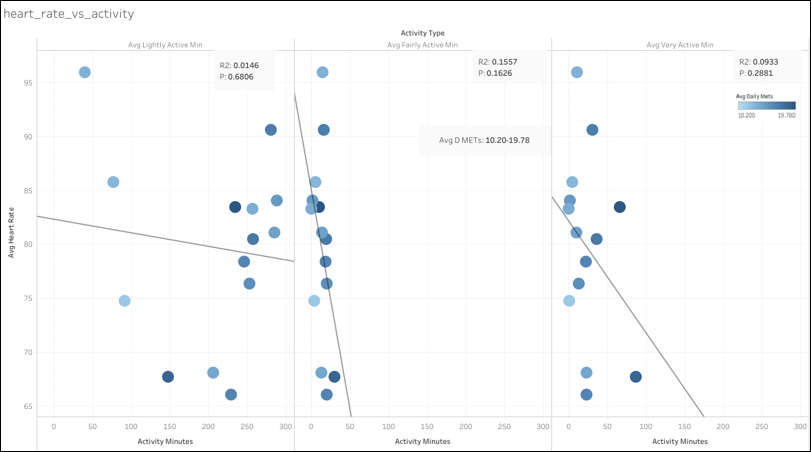 heart_rate_vs_activity
Activity Type
Avg Lightly Active Min
Avg Fairly Active Min
Avg Very Active Min
R2: 0.0146
P: 0.6806
R2: 0.1557
P: 0.1626
R2: 0.0933
P: 0.2881
Avg Daily Mets
10.200 19.780
Avg D METs: 10.20-19.78
Avg Heart Rate
95
90
85
80
75
70
65
0 50 100 150 200 250 300
0 50 100 150 200 250 300
0 50 100 150 200 250 300
Activity Minutes
Activity Minutes
Activity Minutes